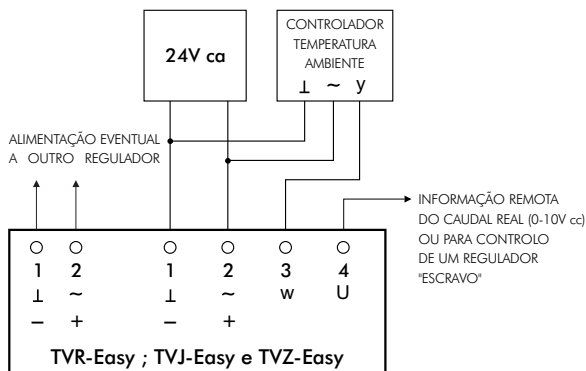 24V ca
CONTROLADOR
TEMPERATURA
AMBIENTE
⊥ ~ y
ALIMENTAÇÃO EVENTUAL
A OUTRO REGULADOR
INFORMAÇÃO REMOTA
DO CAUDAL REAL (0-10V cc)
OU PARA CONTROLO
DE UM REGULADOR
"ESCRAVO"
1 2 1 2 3 4
⊥ ~ ⊥ ~ w U
− + − +
TVR-Easy ; TVJ-Easy e TVZ-Easy